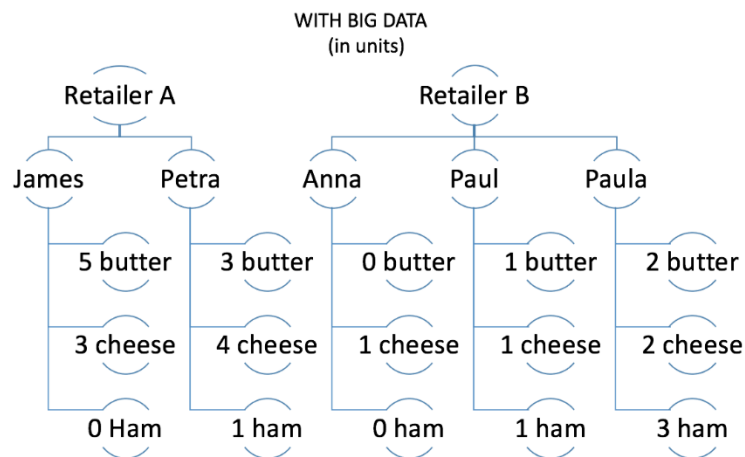 WITH BIG DATA
(in units)
Retailer A
Retailer B
James
Petra
Anna
Paul
Paula
5 butter
3 butter
0 butter
1 butter
2 butter
3 cheese
4 cheese
1 cheese
1 cheese
2 cheese
0 Ham
1 ham
0 ham
1 ham
3 ham